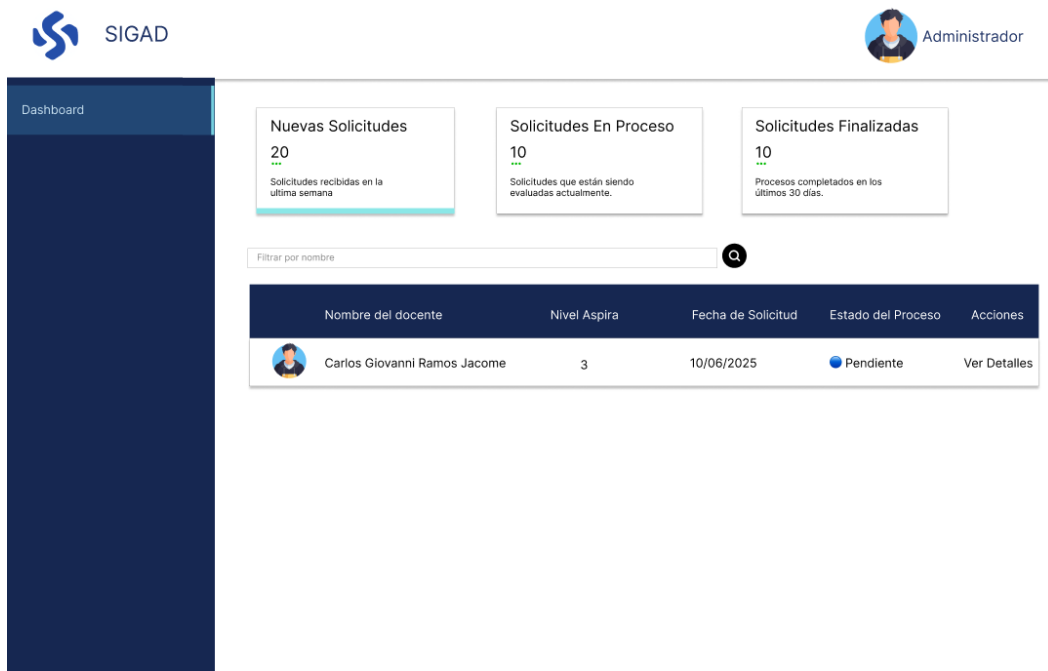 SIGAD
Administrador
Dashboard
Nuevas Solicitudes
20
Solicitudes recibidas en la
ultima semana
Solicitudes En Proceso
10
Solicitudes que están siendo
evaluadas actualmente.
Solicitudes Finalizadas
10
Procesos completados en los
últimos 30 días.
Filtrar por nombre
Nombre del docente Nivel Aspira Fecha de Solicitud Estado del Proceso Acciones
Carlos Giovanni Ramos Jacome 3 10/06/2025 Pendiente Ver Detalles